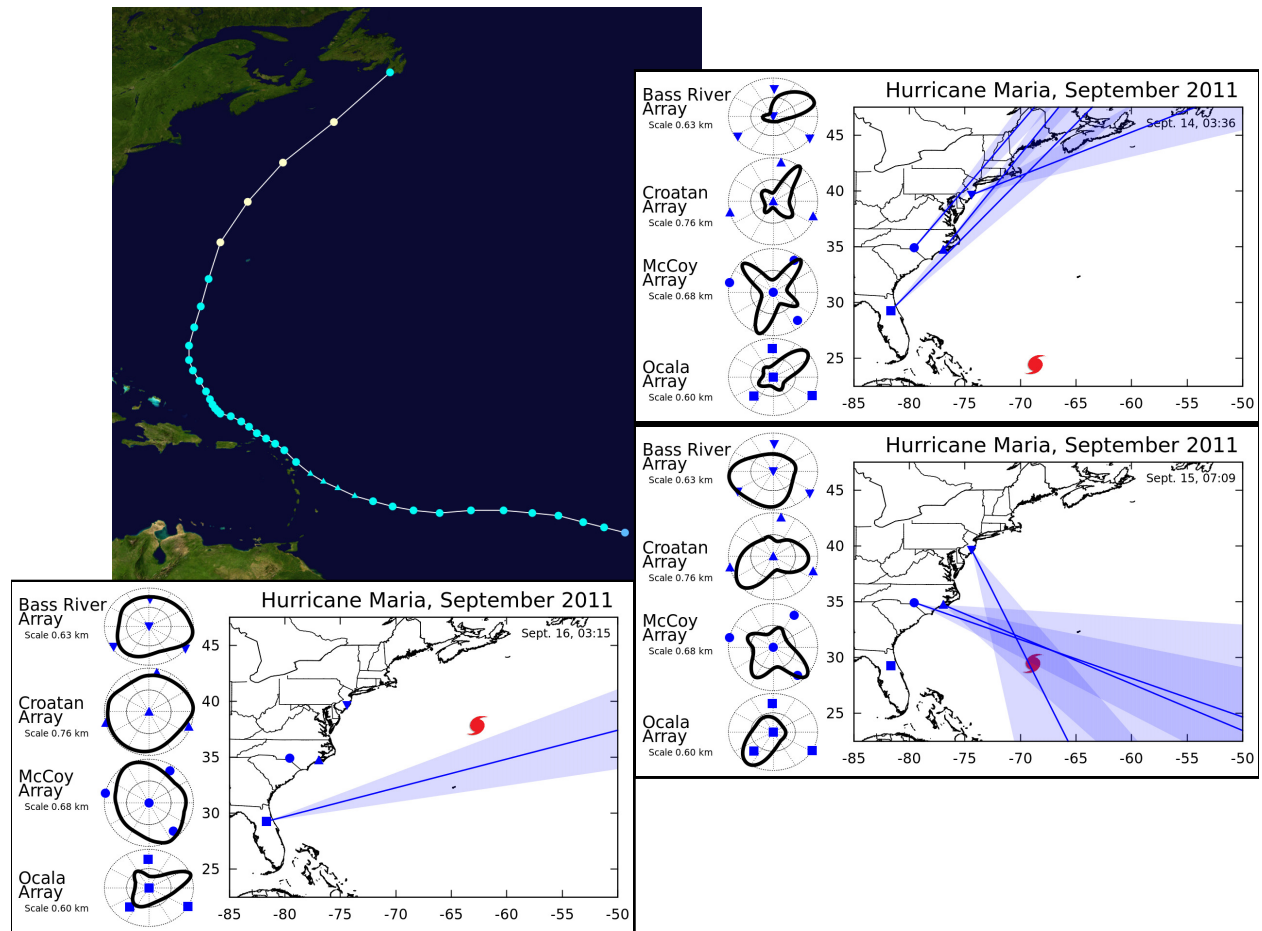 Hurricane Maria, September 2011
Sept. 14, 03:36
Bass River
Array
Scale 0.63 km
Croatan
Array
Scale 0.76 km
McCoy
Array
Scale 0.68 km
Ocala
Array
Scale 0.60 km
45
40
35
30
25
-85 -80 -75 -70 -65 -60 -55 -50
Hurricane Maria, September 2011
Sept. 15, 07:09
Bass River
Array
Scale 0.63 km
Croatan
Array
Scale 0.76 km
McCoy
Array
Scale 0.68 km
Ocala
Array
Scale 0.60 km
45
40
35
30
25
-85 -80 -75 -70 -65 -60 -55 -50
Hurricane Maria, September 2011
Sept. 16, 03:15
Bass River
Array
Scale 0.63 km
Croatan
Array
Scale 0.76 km
McCoy
Array
Scale 0.68 km
Ocala
Array
Scale 0.60 km
45
40
35
30
25
-85 -80 -75 -70 -65 -60 -55 -50